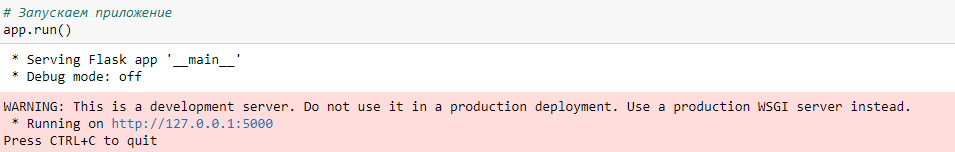 # Запускаем приложение
app.run()
* Serving Flask app '__main__'
* Debug mode: off
WARNING: This is a development server. Do not use it in a production deployment. Use a production WSGI server instead.
* Running on http://127.0.0.1:5000
Press CTRL+C to quit